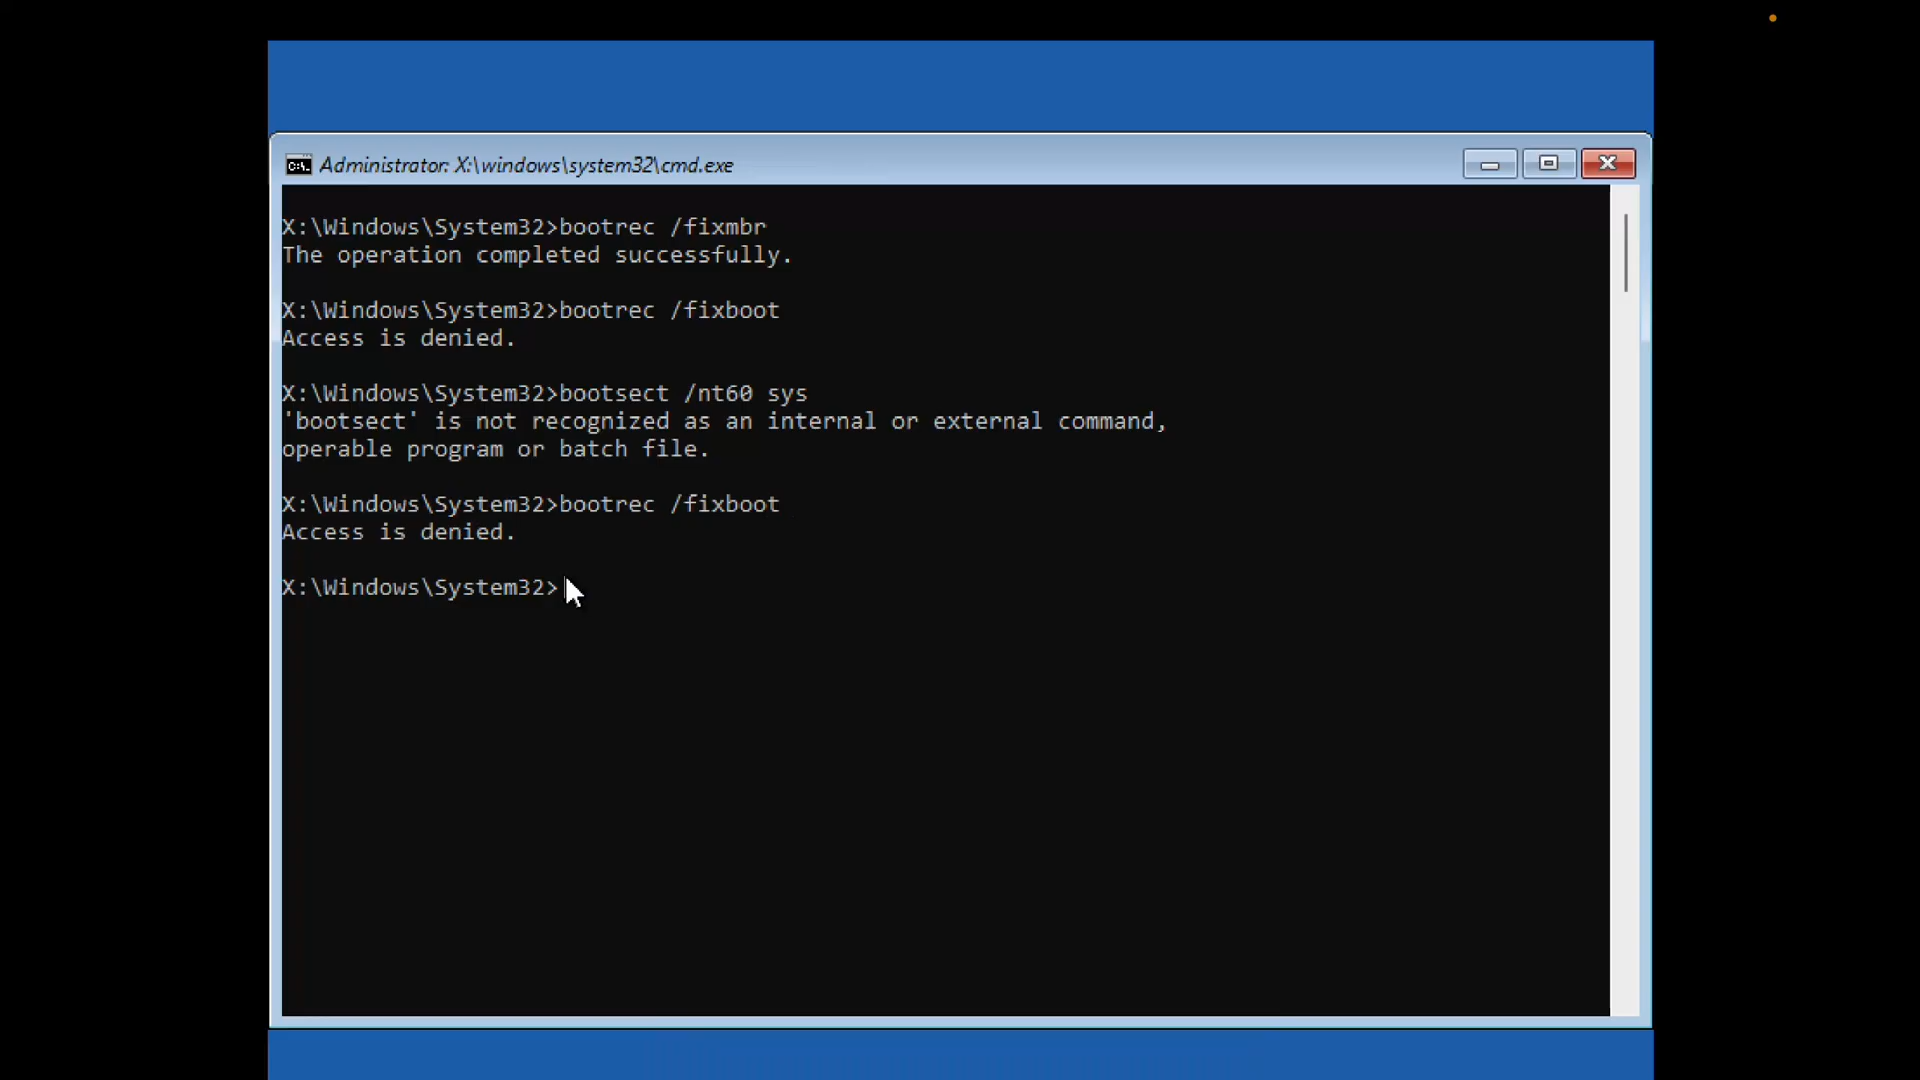 Administrator: X:\windows\system32\cmd.exe
X:\Windows\System32>bootrec /fixmbr
The operation completed successfully.
X:\Windows\System32>bootrec /fixboot
Access is denied.
X:\Windows\System32>bootsect /nt60 sys
'bootsect' is not recognized as an internal or external command,
operable program or batch file.
X:\Windows\System32>bootrec /fixboot
Access is denied.
X:\Windows\System32>